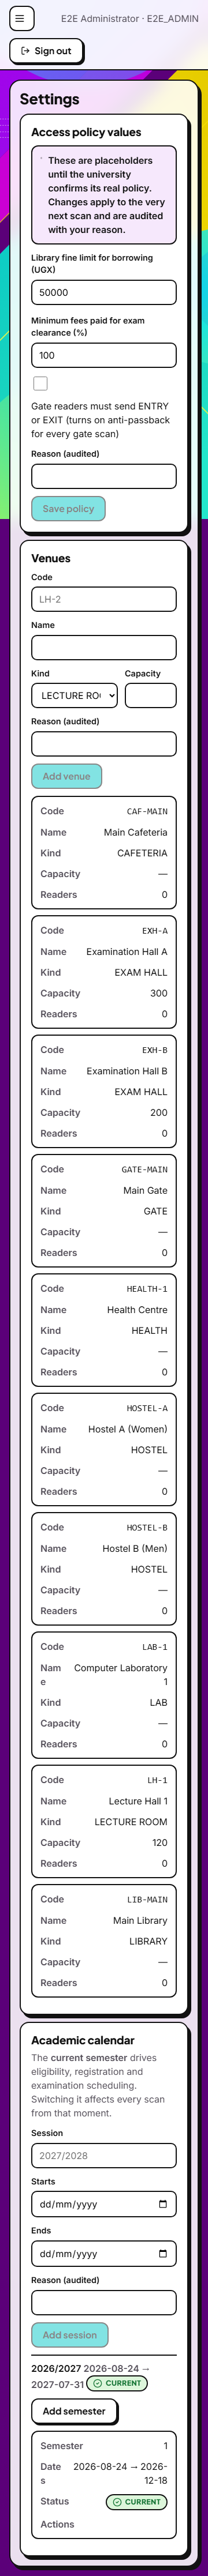 E2E Administrator · E2E_ADMIN
Sign out
Settings
Access policy values
These are placeholders
until the university
confirms its real policy.
Changes apply to the very
next scan and are audited
with your reason.
Library fine limit for borrowing
(UGX)
50000
Minimum fees paid for exam
clearance (%)
100
Gate readers must send ENTRY
or EXIT (turns on anti-passback
for every gate scan)
Reason (audited)
Save policy
Venues
Code
LH-2
Name
Kind Capacity
LECTURE ROO
Reason (audited)
Add venue
Code CAF-MAIN
Name Main Cafeteria
Kind CAFETERIA
Capacity —
Readers 0
Code EXH-A
Name Examination Hall A
Kind EXAM HALL
Capacity 300
Readers 0
Code EXH-B
Name Examination Hall B
Kind EXAM HALL
Capacity 200
Readers 0
Code GATE-MAIN
Name Main Gate
Kind GATE
Capacity —
Readers 0
Code HEALTH-1
Name Health Centre
Kind HEALTH
Capacity —
Readers 0
Code HOSTEL-A
Name Hostel A (Women)
Kind HOSTEL
Capacity —
Readers 0
Code HOSTEL-B
Name Hostel B (Men)
Kind HOSTEL
Capacity —
Readers 0
Code LAB-1
Nam Computer Laboratory
e 1
Kind LAB
Capacity —
Readers 0
Code LH-1
Name Lecture Hall 1
Kind LECTURE ROOM
Capacity 120
Readers 0
Code LIB-MAIN
Name Main Library
Kind LIBRARY
Capacity —
Readers 0
Academic calendar
The current semester drives
eligibility, registration and
examination scheduling.
Switching it affects every scan
from that moment.
Session
2027/2028
Starts
dd/mm/yyyy
Ends
dd/mm/yyyy
Reason (audited)
Add session
2026/2027 2026-08-24 →
2027-07-31 CURRENT
Add semester
Semester 1
Date 2026-08-24 → 2026-
s 12-18
Status CURRENT
Actions